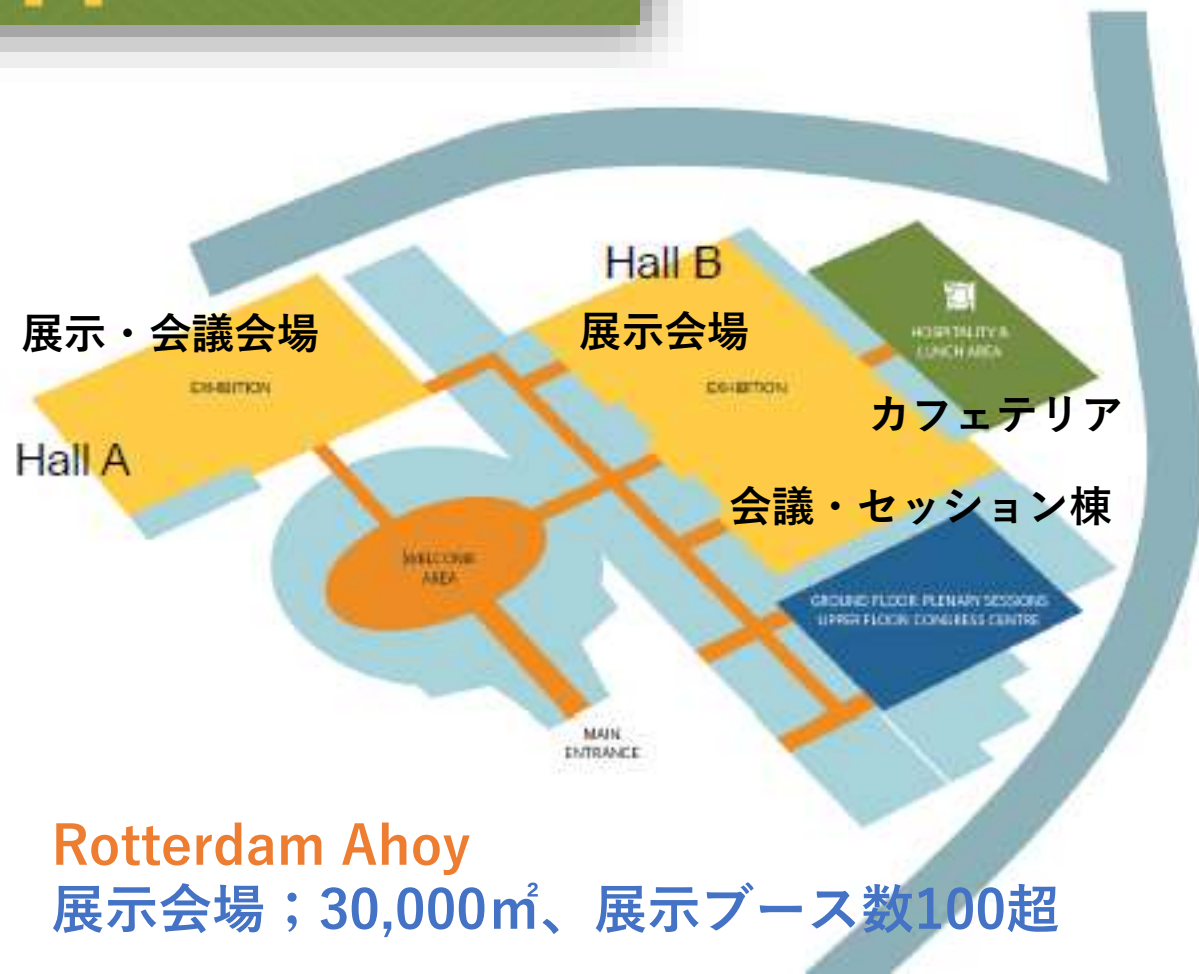 Hall B
展示・会議会場
展示会場
EXHIBITION
EXHIBITION
HOSPITALITY &
LUNCH AREA
カフェテリア
Hall A
会議・セッション棟
WELCOME
AREA
GROUND FLOOR: PLENARY SESSIONS
UPPER FLOOR: CONGRESS CENTRE
MAIN
ENTRANCE
Rotterdam Ahoy
展示会場；30,000㎡、展示ブース数100超